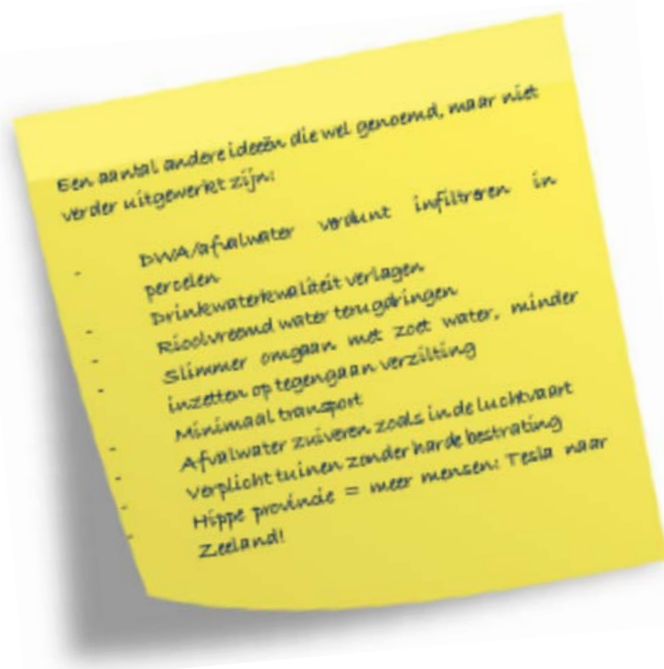 Een aantal andere ideeën die wel genoemd, maar niet
verder uitgewerkt zijn:
- DWA/afvalwater verdunt infiltreren in
percelen
- Drinkwaterkwaliteit verlagen
- Rioolvreemd water terugdringen
- Slimmer omgaan met zoet water, minder
inzetten op tegengaan verzilting
- Minimaal transport
- Afvalwater zuiveren zoals in de luchtvaart
- Verplicht tuinen zonder harde bestrating
- Hippe provincie = meer mensen: Tesla naar
Zeeland!